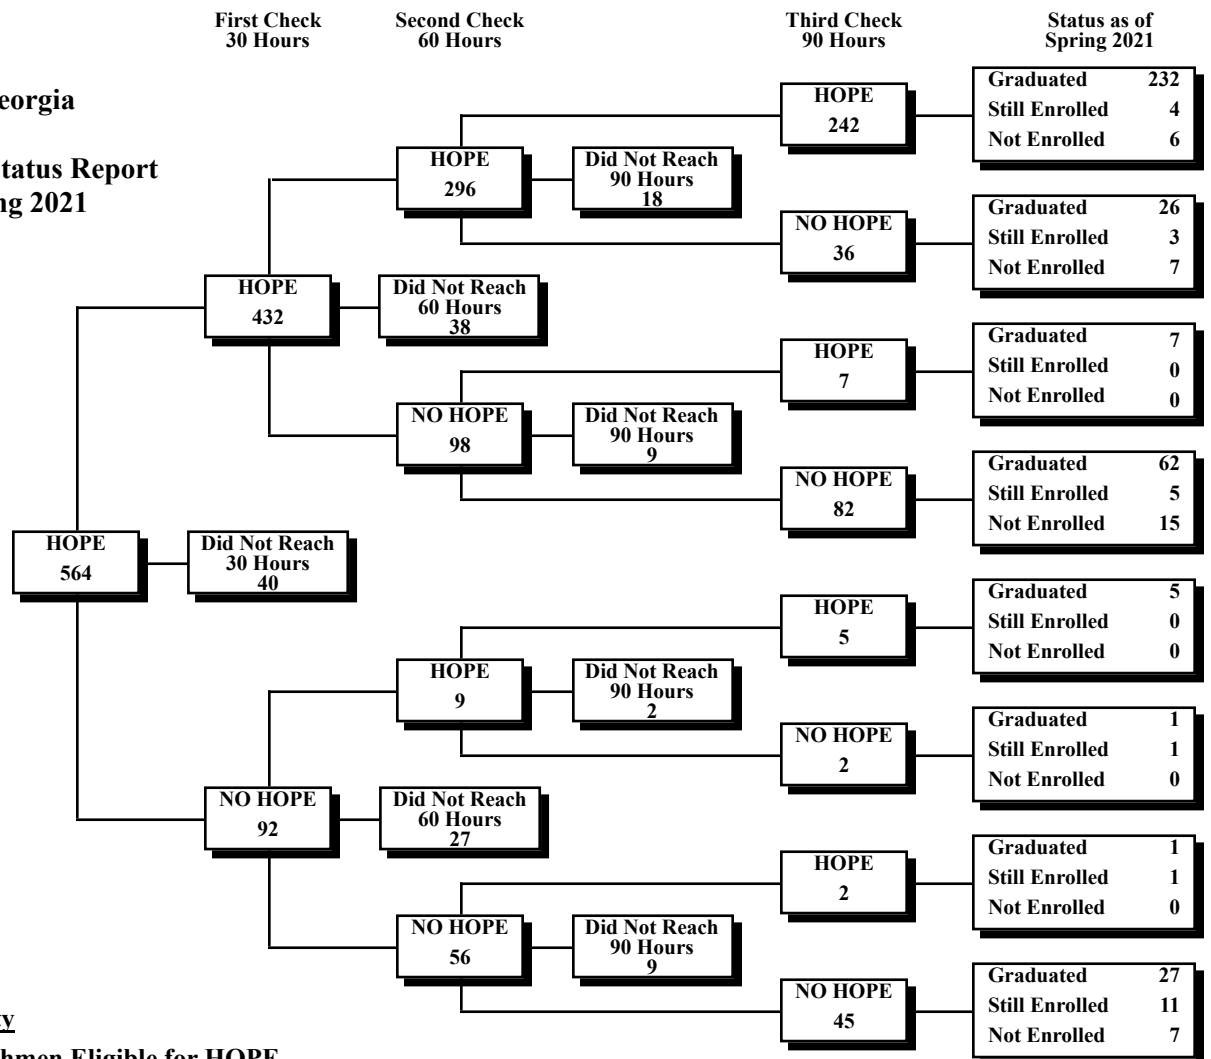 First Check
30 Hours
Second Check
60 Hours
Third Check
90 Hours
Status as of
Spring 2021
Report
2021
HOPE
564
Did Not Reach
30 Hours
40
HOPE
432
Did Not Reach
60 Hours
38
NO HOPE
92
Did Not Reach
60 Hours
27
HOPE
296
Did Not Reach
90 Hours
18
NO HOPE
98
Did Not Reach
90 Hours
9
HOPE
9
Did Not Reach
90 Hours
2
NO HOPE
56
Did Not Reach
90 Hours
9
HOPE
242
Graduated 232
Still Enrolled 4
Not Enrolled 6
NO HOPE
36
Graduated 26
Still Enrolled 3
Not Enrolled 7
HOPE
7
Graduated 7
Still Enrolled 0
Not Enrolled 0
NO HOPE
82
Graduated 62
Still Enrolled 5
Not Enrolled 15
HOPE
5
Graduated 5
Still Enrolled 0
Not Enrolled 0
NO HOPE
2
Graduated 1
Still Enrolled 1
Not Enrolled 0
HOPE
2
Graduated 1
Still Enrolled 1
Not Enrolled 0
NO HOPE
45
Graduated 27
Still Enrolled 11
Not Enrolled 7
Eligible for HOPE